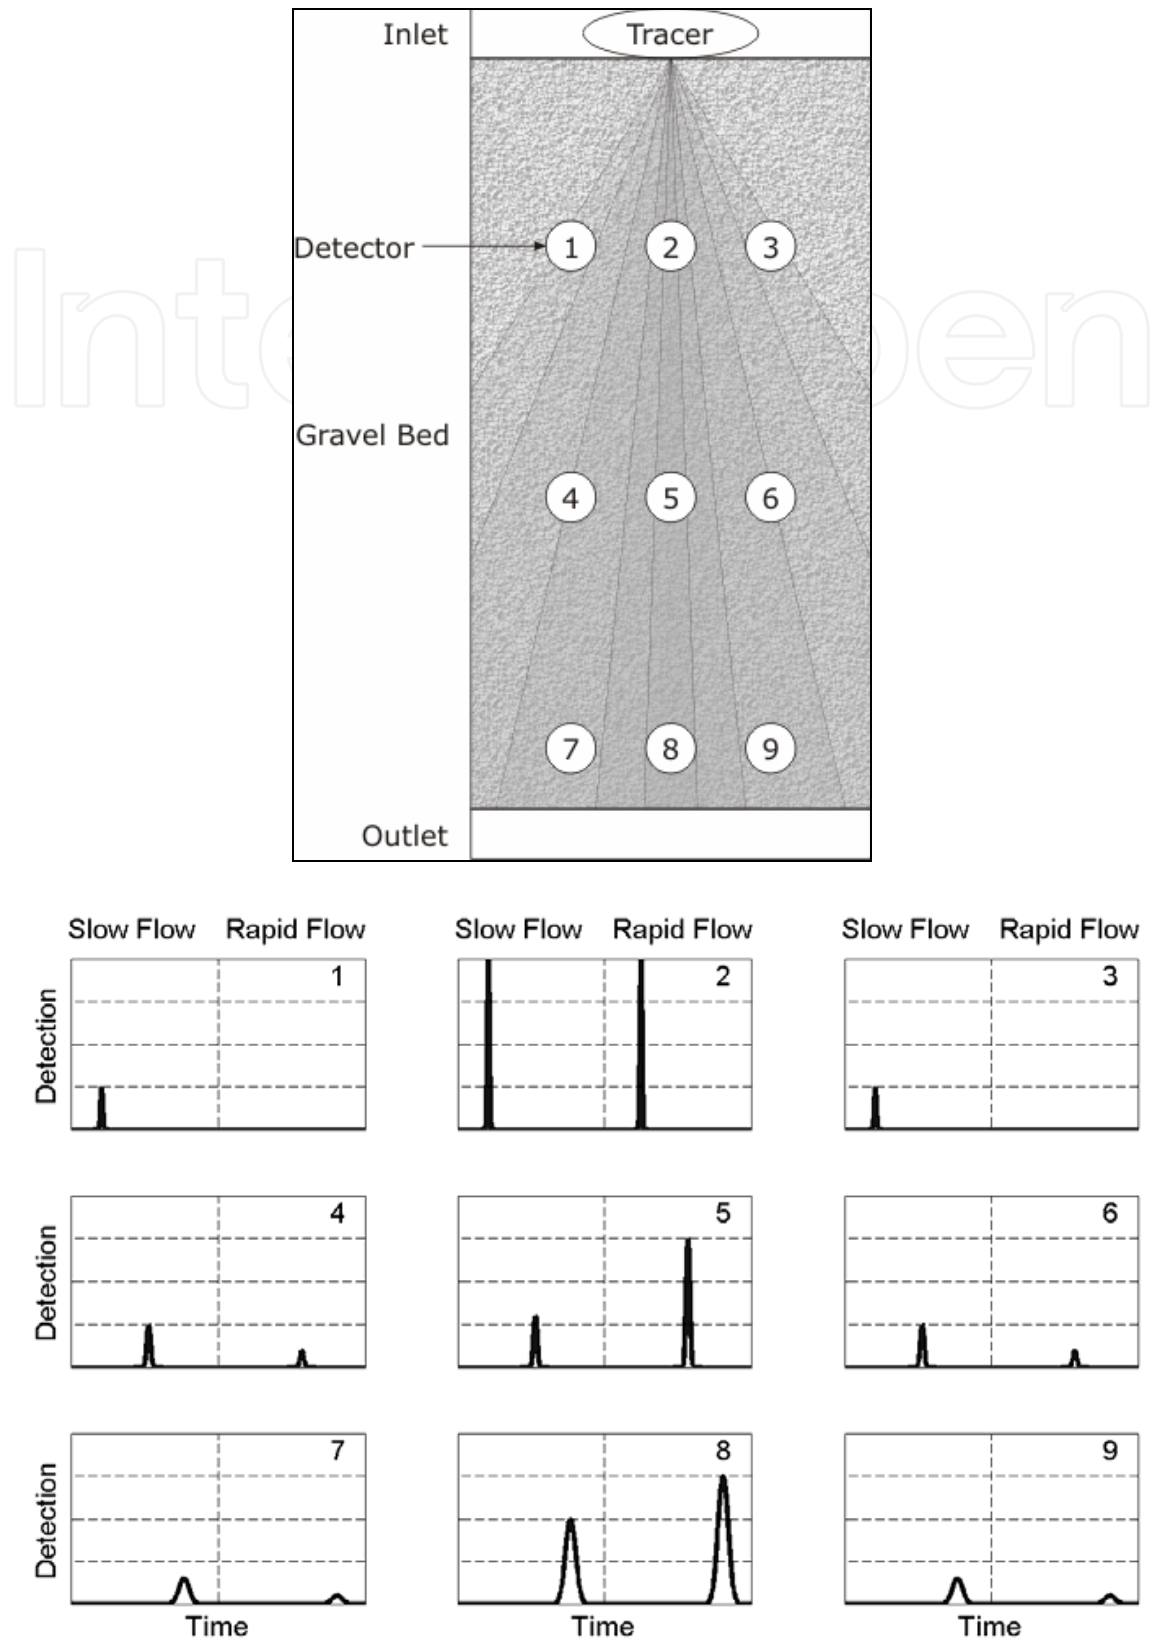 Inlet
Tracer
Detector
1 2 3
Gravel Bed
4 5 6
7 8 9
Outlet
Slow Flow Rapid Flow Slow Flow Rapid Flow Slow Flow Rapid Flow
Detection 1 2 3
Detection 4 5 6
Detection 7 8 9
Time Time Time